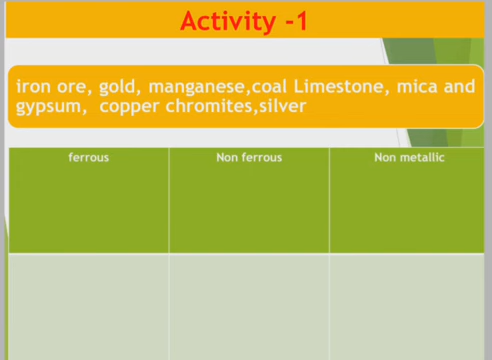 Activity -1
iron ore, gold, manganese,coal Limestone, mica and
gypsum, copper chromites,silver
ferrous Non ferrous Non metallic